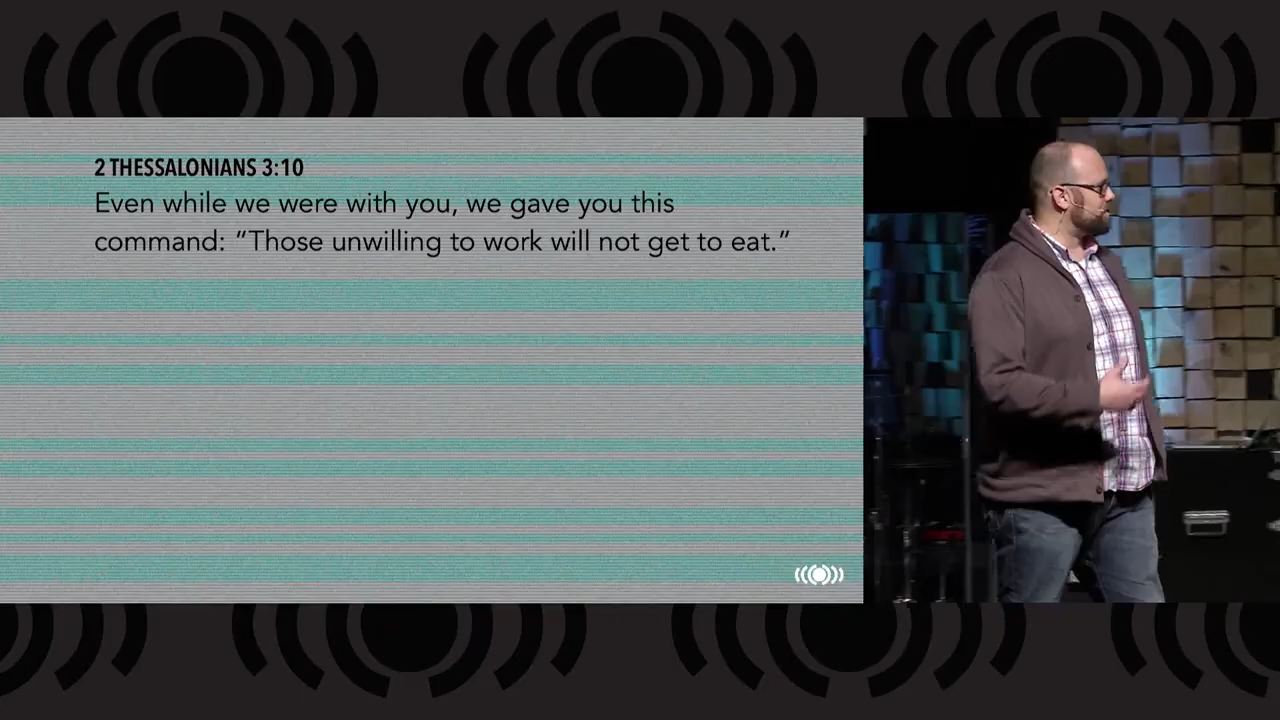 2 THESSALONIANS 3:10
Even while we were with you, we gave you this
command: “Those unwilling to work will not get to eat.”